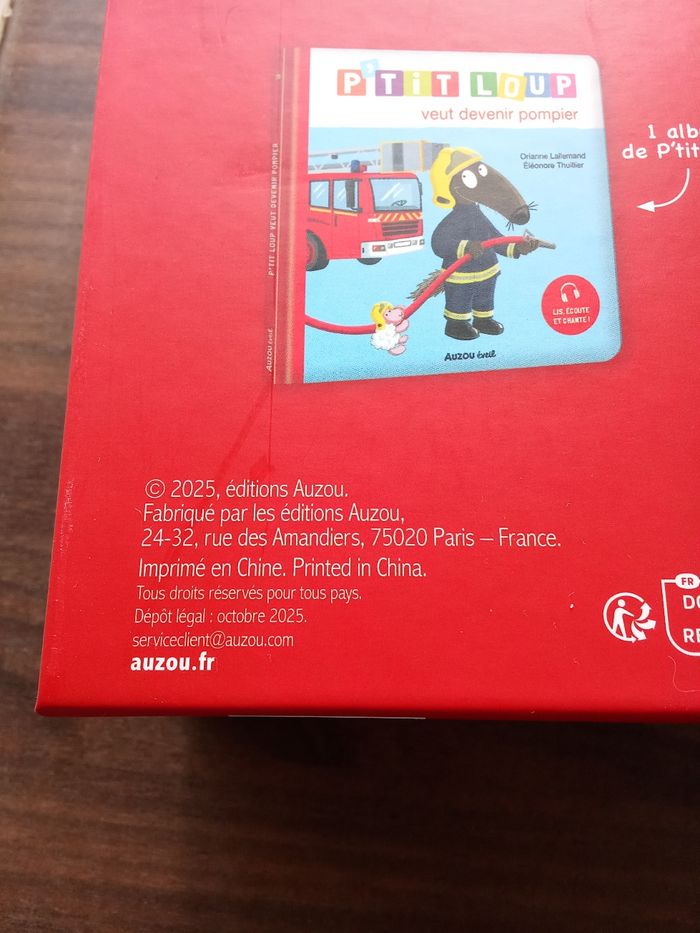 P'TIT LOUP
veut devenir pompier
Orianne Lallemand
Éléonore Thuillier
P'TIT LOUP VEUT DEVENIR POMPIER
AUZOU éveil
LIS, ÉCOUTE
ET CHANTE !
AUZOU éveil
1 alb
de P'tit
© 2025, éditions Auzou.
Fabriqué par les éditions Auzou,
24-32, rue des Amandiers, 75020 Paris – France.
Imprimé en Chine. Printed in China.
Tous droits réservés pour tous pays.
Dépôt légal : octobre 2025.
serviceclient@auzou.com
auzou.fr
FR
DO
RE